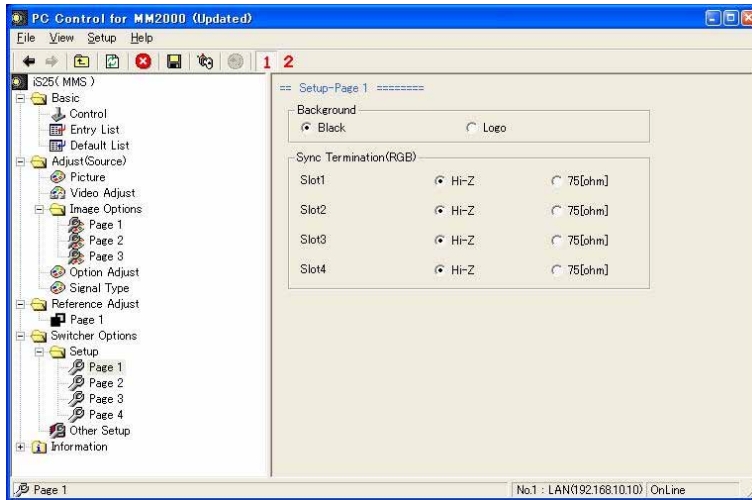 PC Control for MM2000 (Updated)
File View Setup Help
1 2
iS25( MMS )
Basic
Control
Entry List
Default List
Adjust(Source)
Picture
Video Adjust
Image Options
Page 1
Page 2
Page 3
Option Adjust
Signal Type
Reference Adjust
Page 1
Switcher Options
Setup
Page 1
Page 2
Page 3
Page 4
Other Setup
Information
== Setup-Page 1 ========
Background
Black Logo
Sync Termination(RGB)
Slot1 Hi-Z 75[ohm]
Slot2 Hi-Z 75[ohm]
Slot3 Hi-Z 75[ohm]
Slot4 Hi-Z 75[ohm]
Page 1 No.1 : LAN(192.168.10.10) OnLine